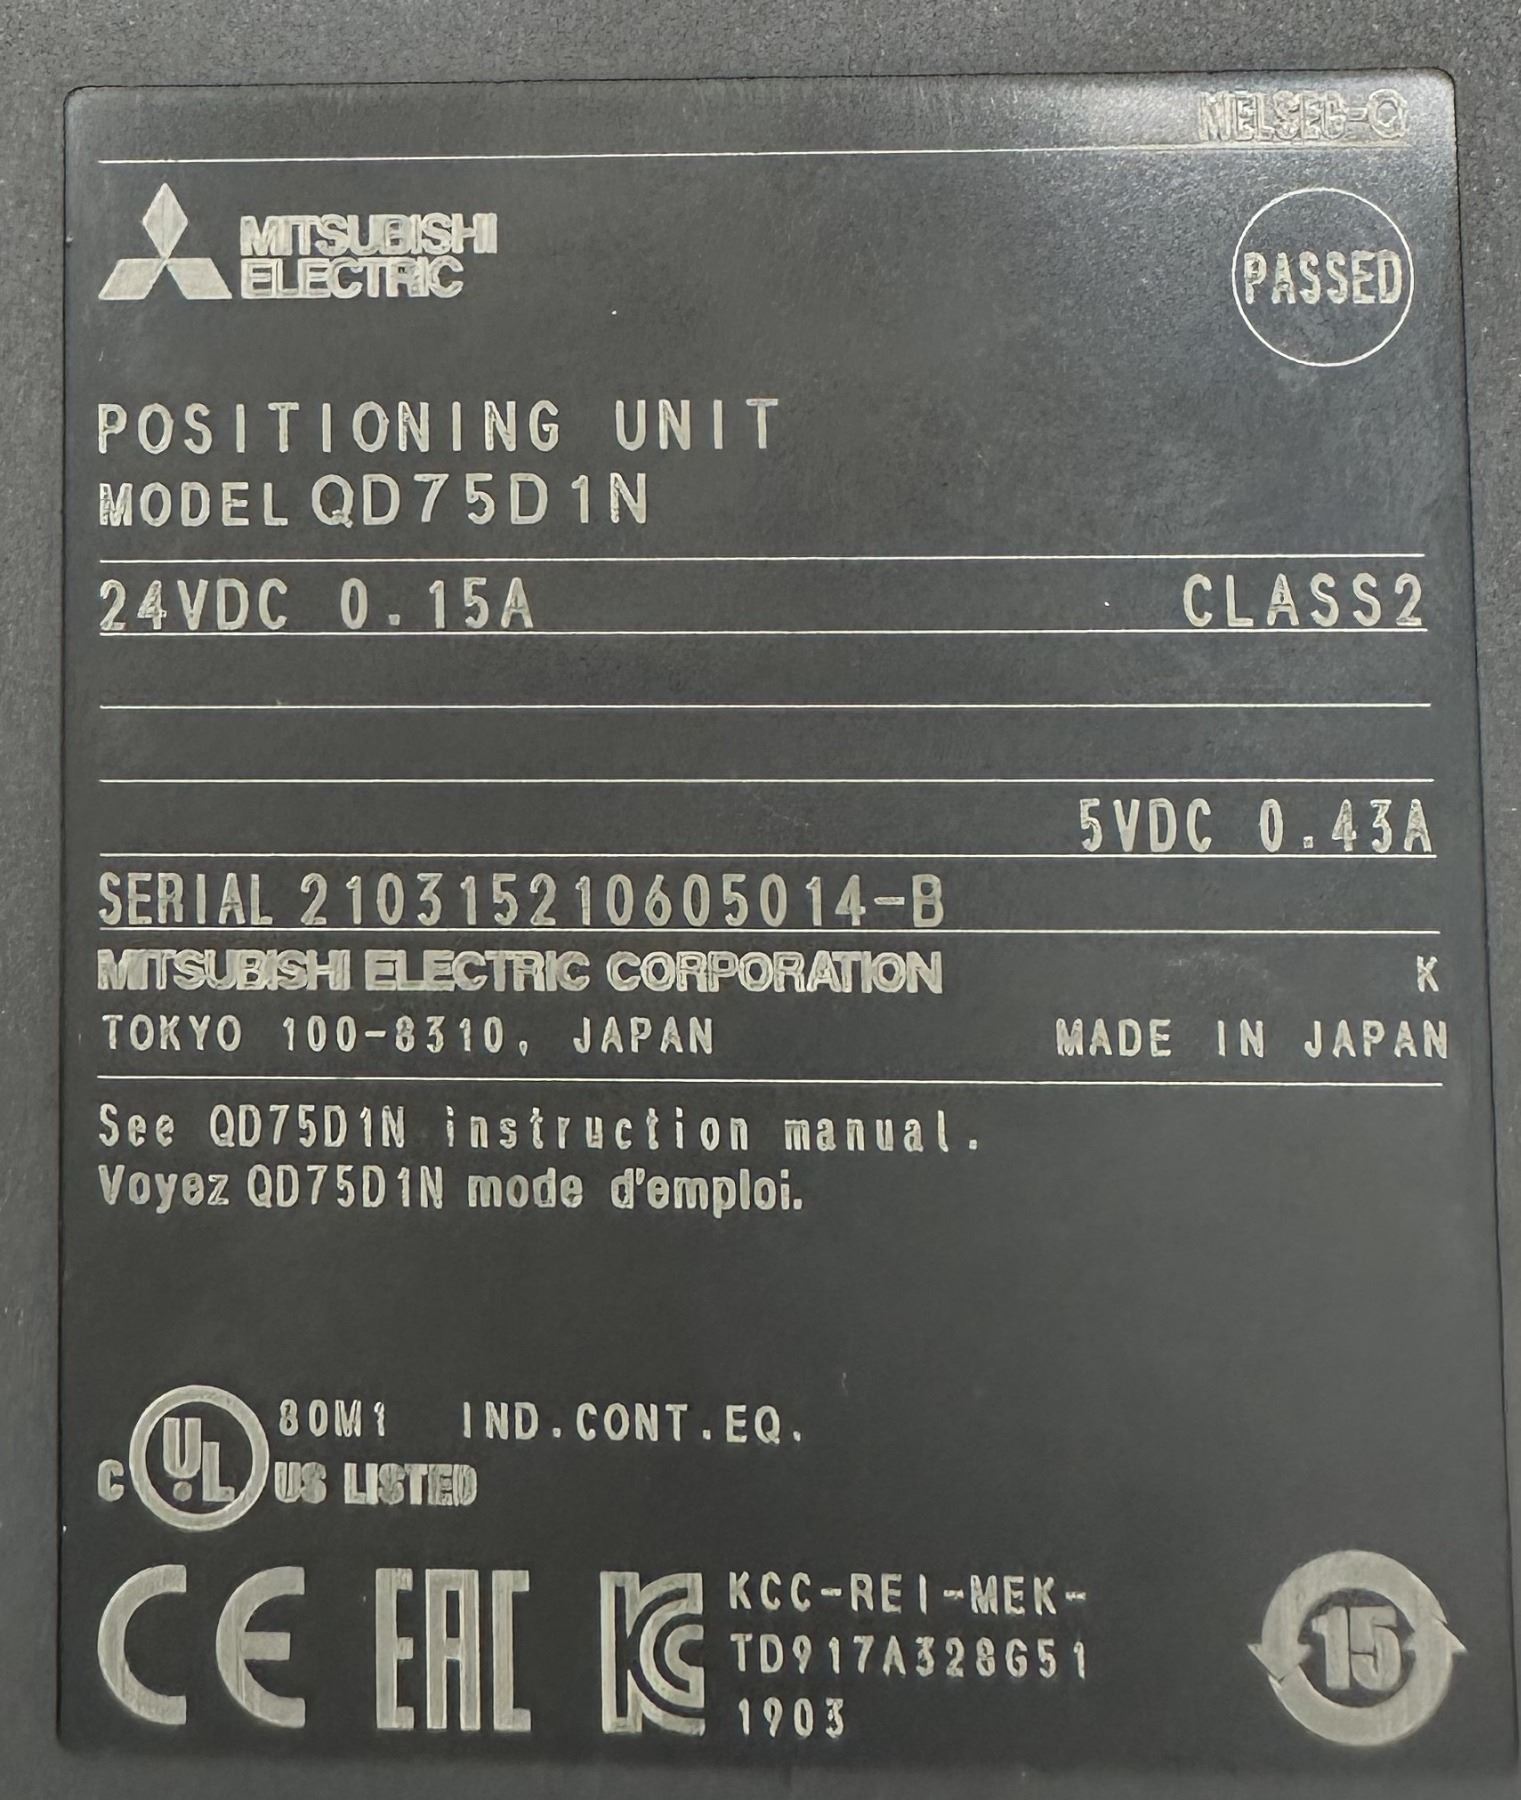 MELSEC-Q
MITSUBISHI
ELECTRIC
PASSED
POSITIONING UNIT
MODEL QD75D1N
24VDC 0.15A CLASS2
5VDC 0.43A
SERIAL 210315210605014-B
MITSUBISHI ELECTRIC CORPORATION K
TOKYO 100-8310, JAPAN MADE IN JAPAN
See QD75D1N instruction manual.
Voyez QD75D1N mode d'emploi.
80M1 IND.CONT.EQ.
C UL US LISTED
CE EAC KC KCC-REI-MEK-
TD917A328G51
1903
15